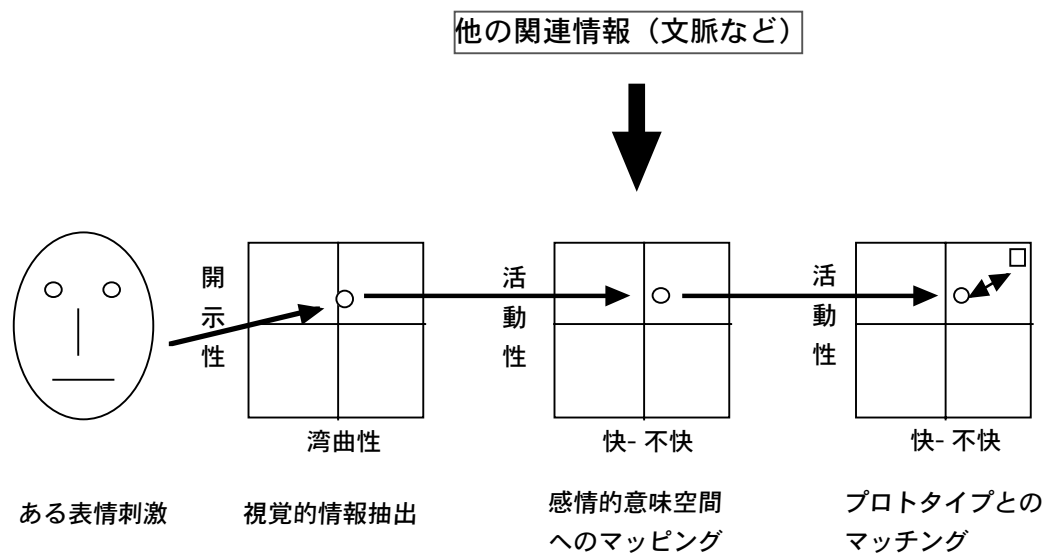 他の関連情報（文脈など）
開示性
活動性
活動性
湾曲性
快- 不快
快- 不快
ある表情刺激
視覚的情報抽出
感情的意味空間
へのマッピング
プロトタイプとの
マッチング